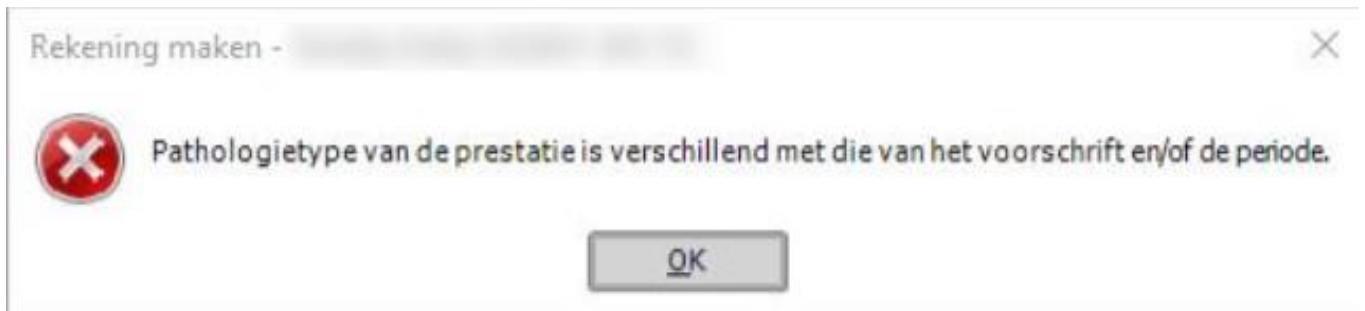 Rekening maken -
Pathologietype van de prestatie is verschillend met die van het voorschrift en/of de periode.
OK